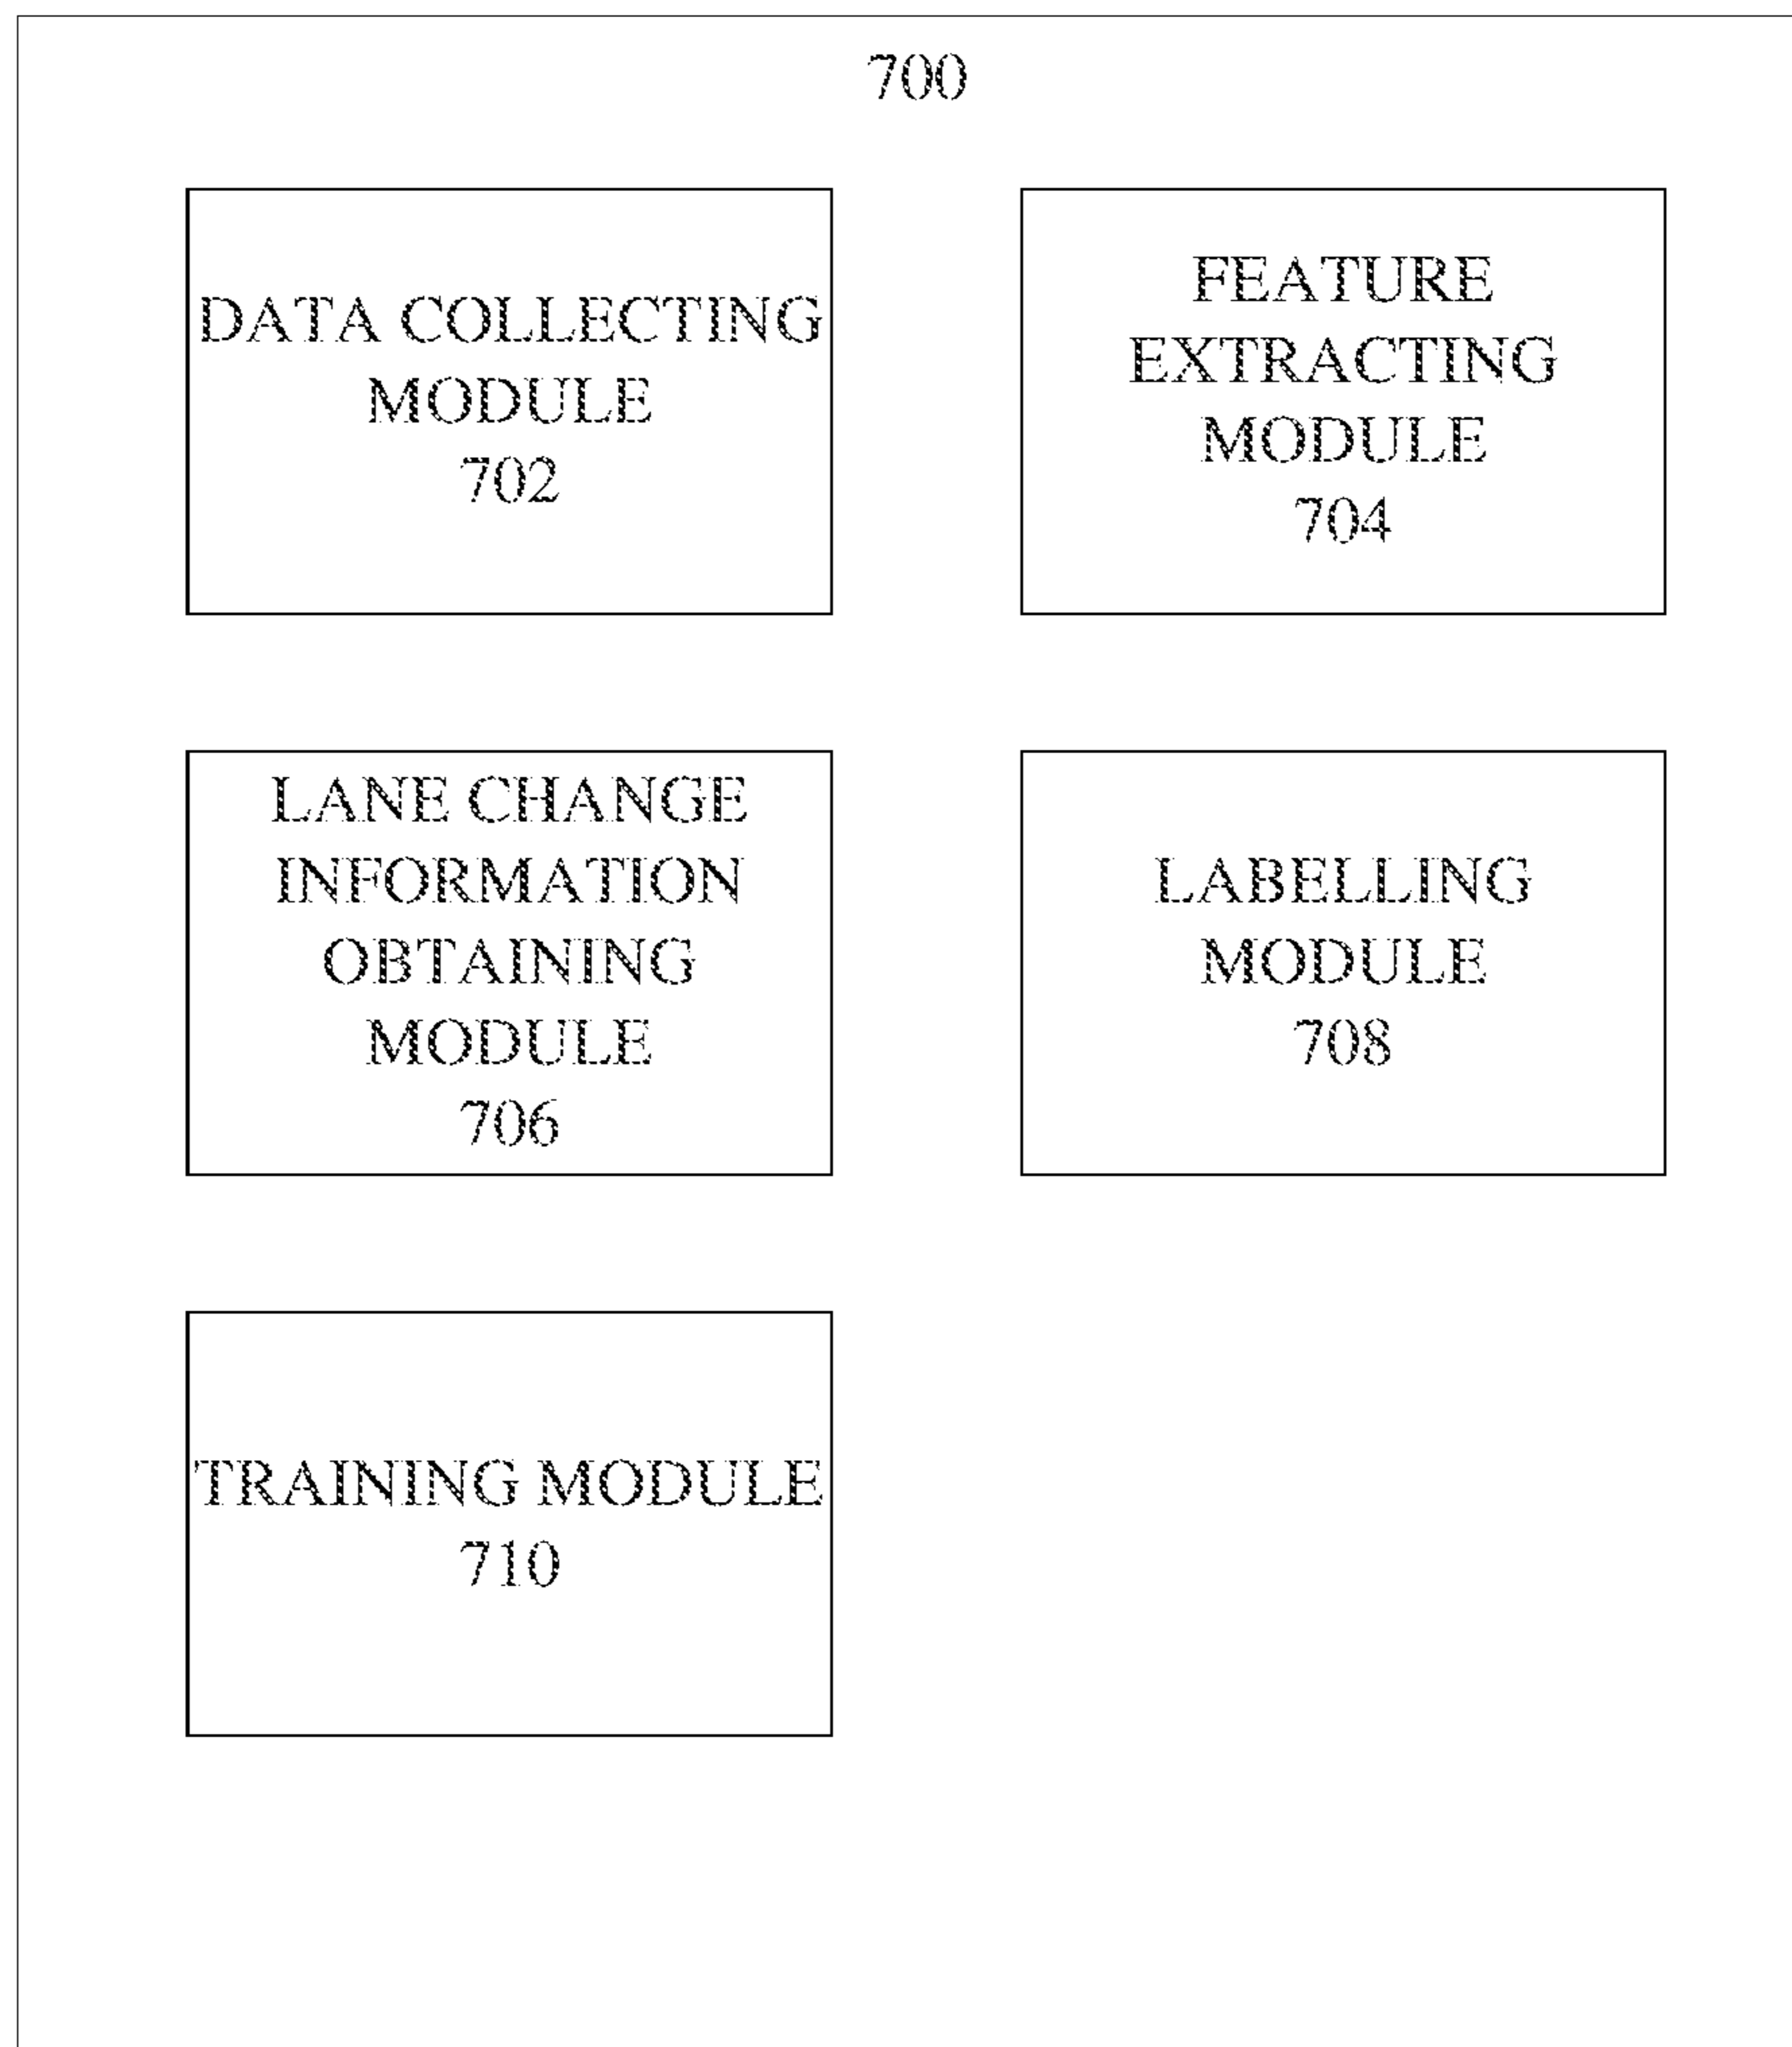 700
DATA COLLECTING
MODULE
702
FEATURE
EXTRACTING
MODULE
704
LANE CHANGE
INFORMATION
OBTAINING
MODULE
706
LABELLING
MODULE
708
TRAINING MODULE
710